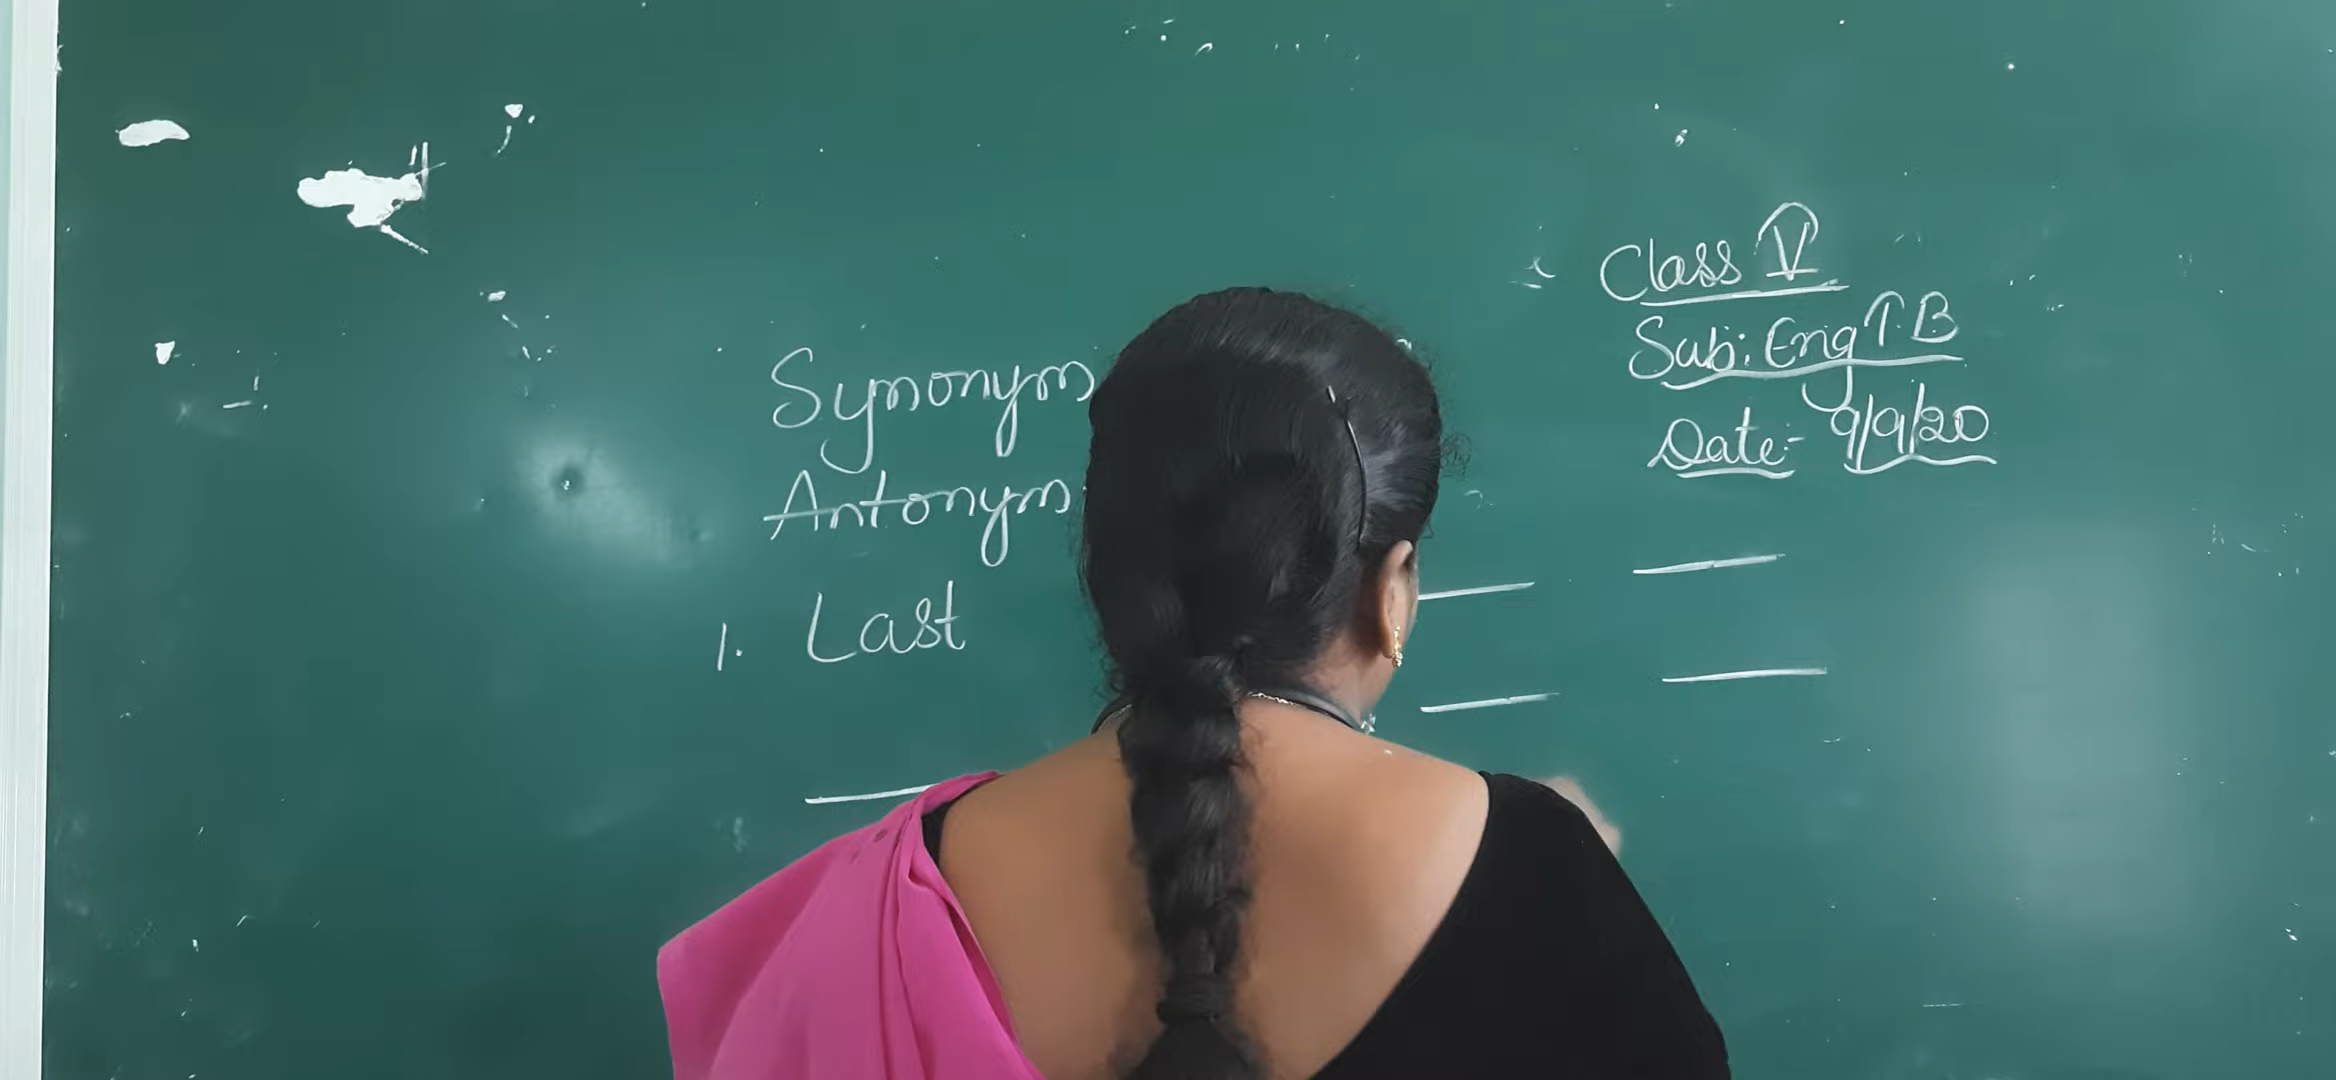 Class V
Sub: Eng T.B
Date:- 9/9/20
Synonym
Antonym
1. Last